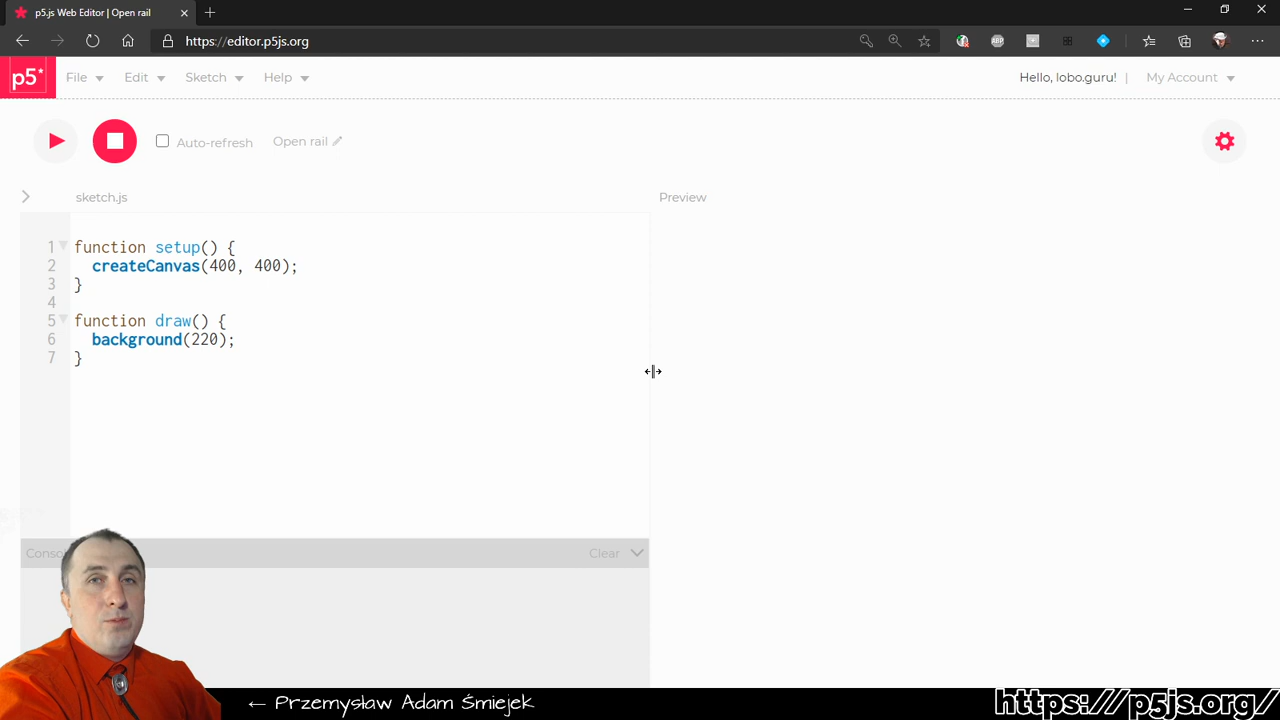 p5.js Web Editor | Open rail
https://editor.p5js.org
ABP
p5* File Edit Sketch Help Hello, lobo.guru! | My Account
Auto-refresh Open rail
sketch.js
Preview
1 function setup() {
2 createCanvas(400, 400);
3 }
4
5 function draw() {
6 background(220);
7 }
Clear
← Przemysław Adam Śmiejek
https://p5js.org/